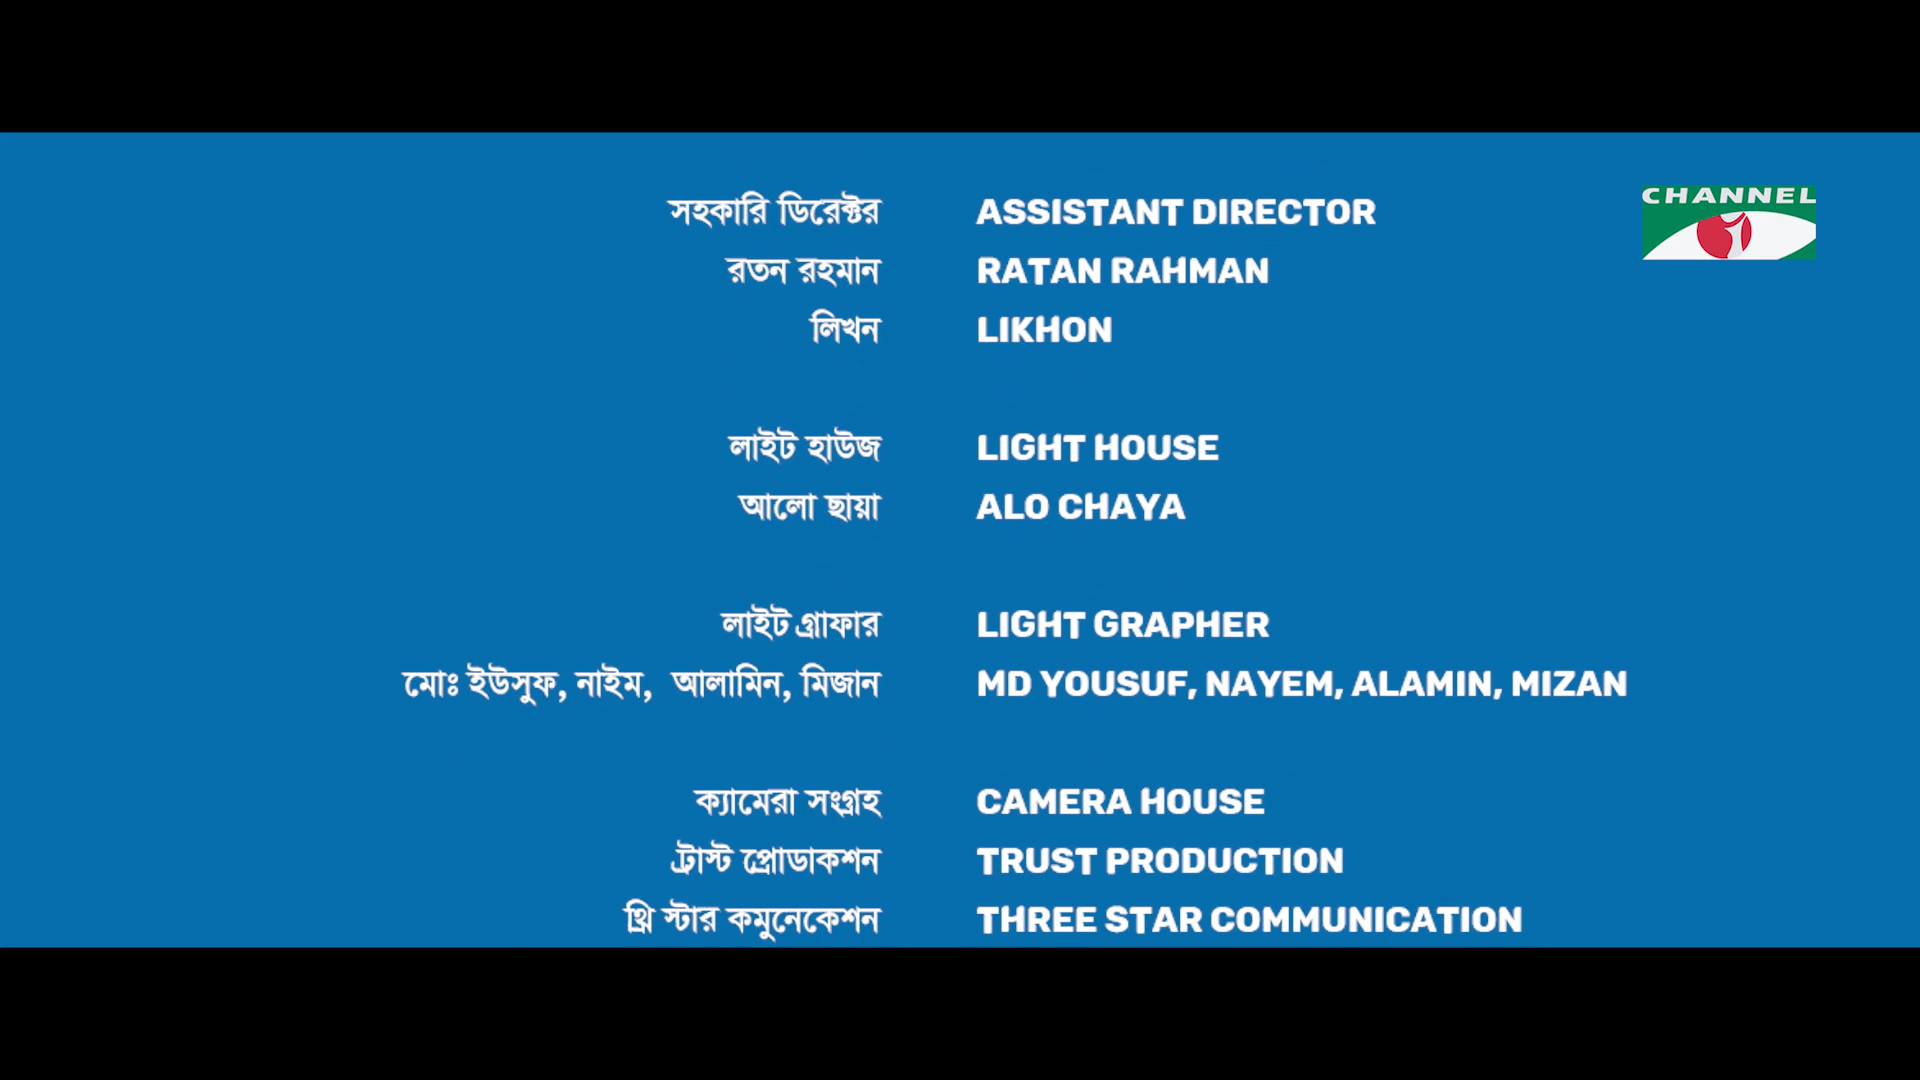 সহকারি ডিরেক্টর ASSISTANT DIRECTOR
CHANNEL
রতন রহমান RATAN RAHMAN
লিখন LIKHON
লাইট হাউজ LIGHT HOUSE
আলো ছায়া ALO CHAYA
লাইট গ্রাফার LIGHT GRAPHER
মোঃ ইউসুফ, নাইম, আলামিন, মিজান MD YOUSUF, NAYEM, ALAMIN, MIZAN
ক্যামেরা সংগ্রহ CAMERA HOUSE
ট্রাস্ট প্রোডাকশন TRUST PRODUCTION
থ্রি স্টার কমুনেকেশন THREE STAR COMMUNICATION